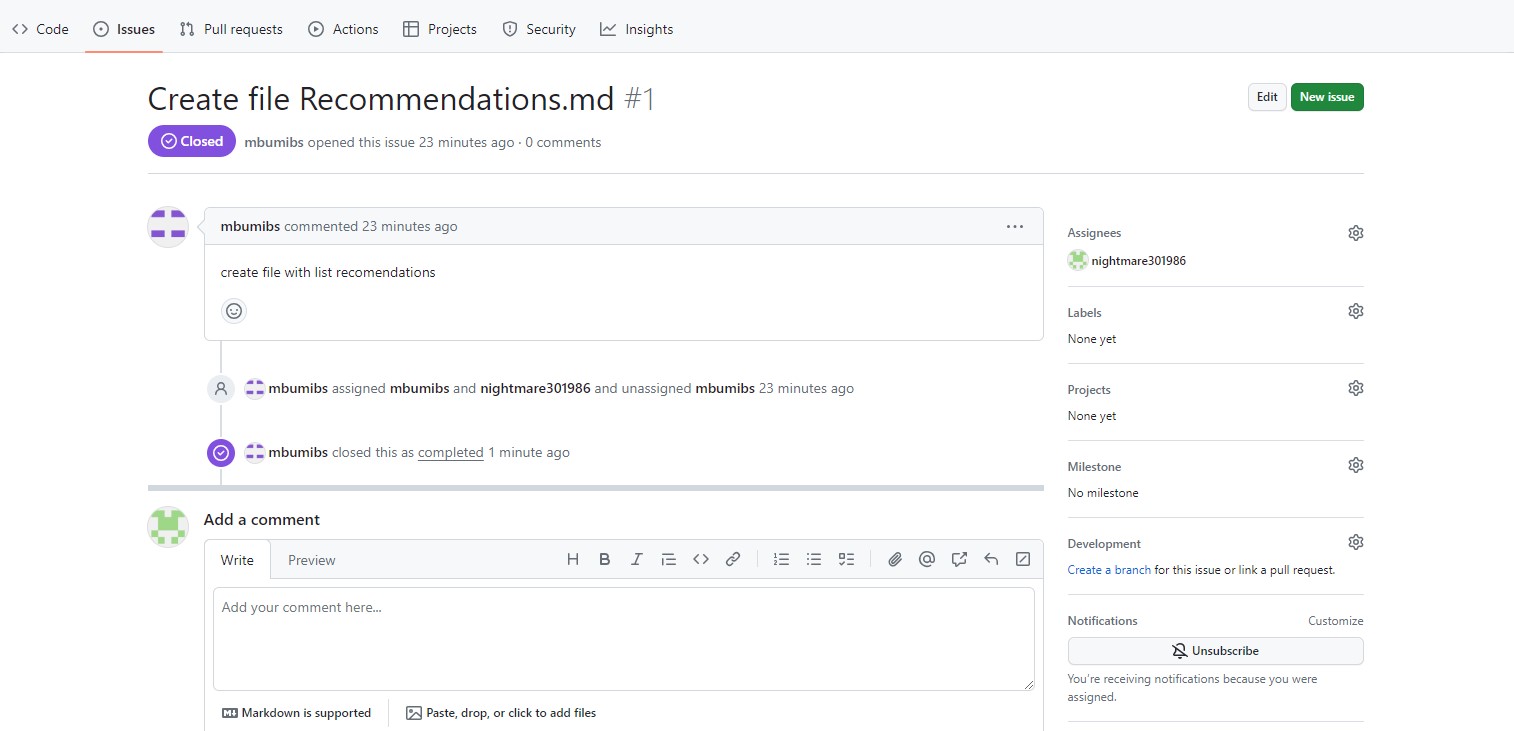 Code Issues Pull requests Actions Projects Security Insights
Create file Recommendations.md #1
Edit New issue
Closed mbumibs opened this issue 23 minutes ago · 0 comments
mbumibs commented 23 minutes ago
create file with list recomendations
mbumibs assigned mbumibs and nightmare301986 and unassigned mbumibs 23 minutes ago
mbumibs closed this as completed 1 minute ago
Add a comment
Write Preview
Add your comment here...
Markdown is supported Paste, drop, or click to add files
Assignees
nightmare301986
Labels
None yet
Projects
None yet
Milestone
No milestone
Development
Create a branch for this issue or link a pull request.
Notifications Customize
Unsubscribe
You're receiving notifications because you were
assigned.